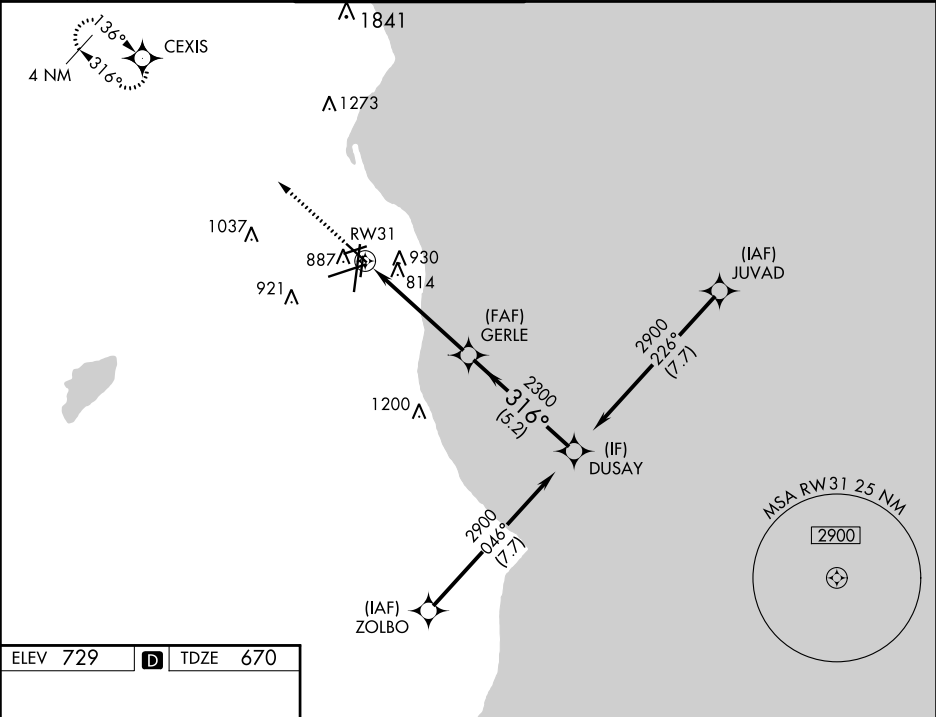 1841
136°
CEXIS
316°
4 NM
1273
1037
RW31
887
930
814
921
(IAF)
JUVAD
(FAF)
GERLE
2900
226°
(7.7)
2300
316°
(5.2)
1200
(IF)
DUSAY
MSA RW31 25 NM
2900
2900
046°
(7.7)
(IAF)
ZOLBO
ELEV 729 D TDZE 670